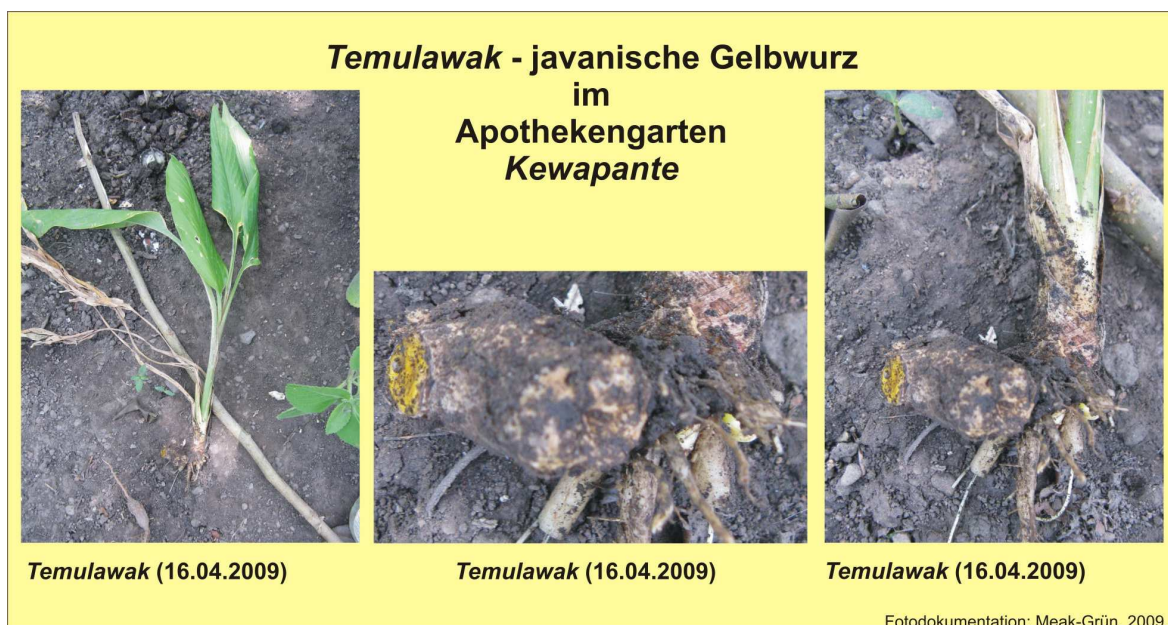 Temulawak - javanische Gelbwurz
im
Apothekengarten
Kewapante
Temulawak (16.04.2009)
Temulawak (16.04.2009)
Temulawak (16.04.2009)
Fotodokumentation: Meak-Grün, 2009